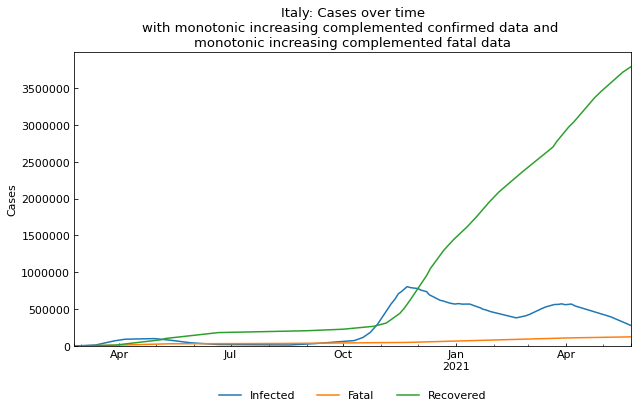 Italy: Cases over time
with monotonic increasing complemented confirmed data and
monotonic increasing complemented fatal data
Cases
3500000
3000000
2500000
2000000
1500000
1000000
500000
0
Apr Jul Oct Jan Apr
2021
Infected Fatal Recovered